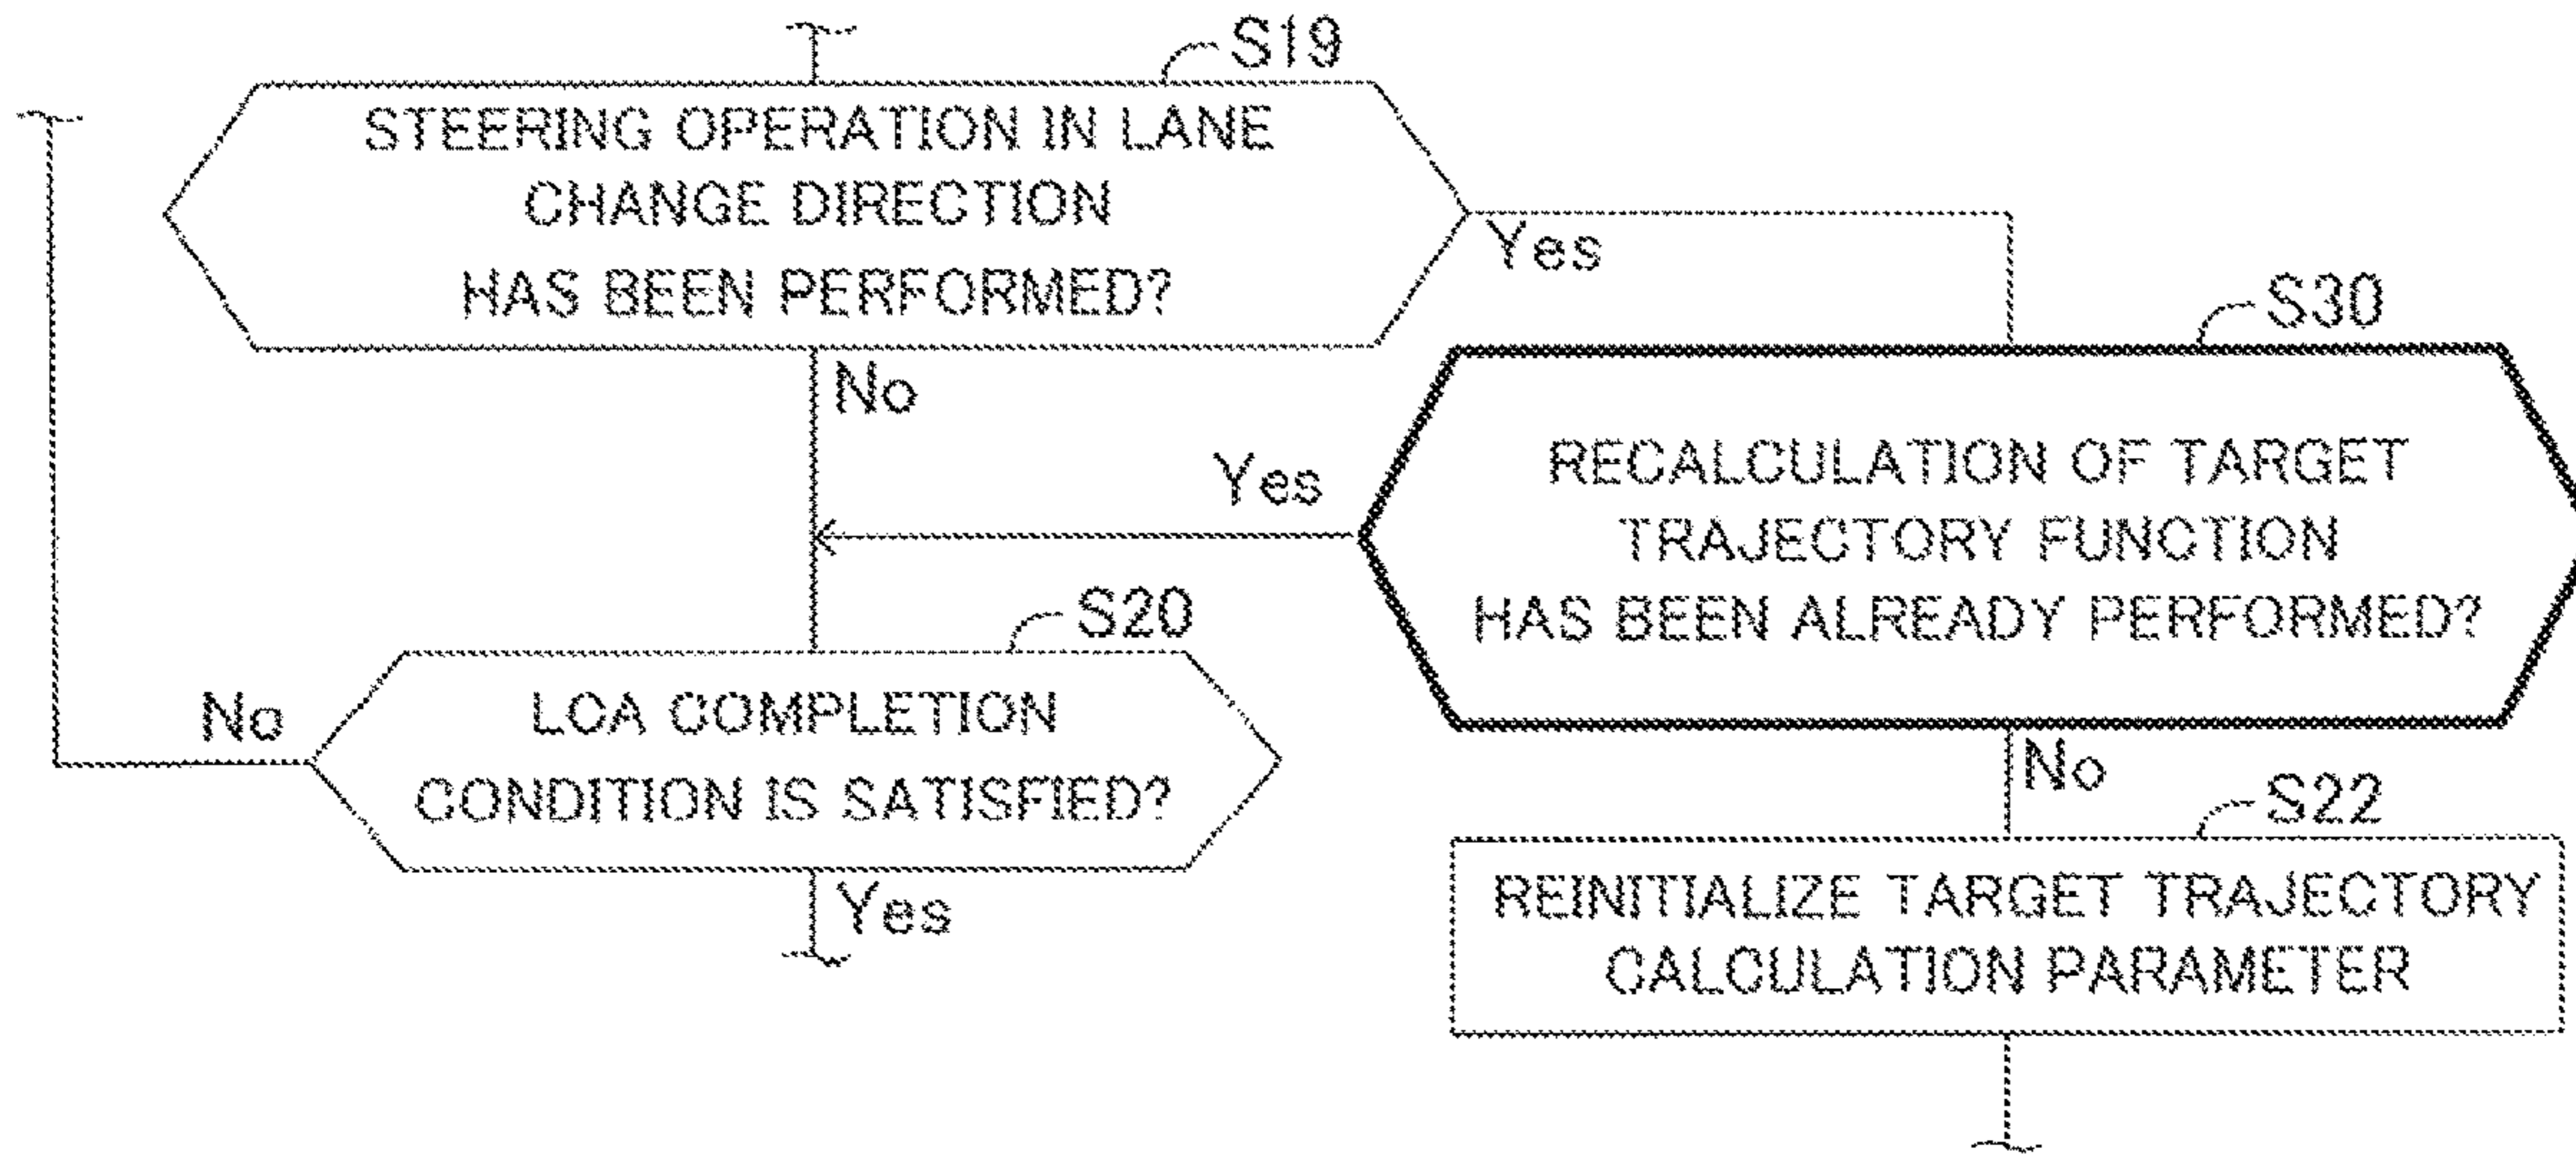 S19
STEERING OPERATION IN LANE
CHANGE DIRECTION
HAS BEEN PERFORMED?
Yes
No
S30
RECALCULATION OF TARGET
TRAJECTORY FUNCTION
HAS BEEN ALREADY PERFORMED?
Yes
No
S20
LCA COMPLETION
CONDITION IS SATISFIED?
No
Yes
S22
REINITIALIZE TARGET TRAJECTORY
CALCULATION PARAMETER